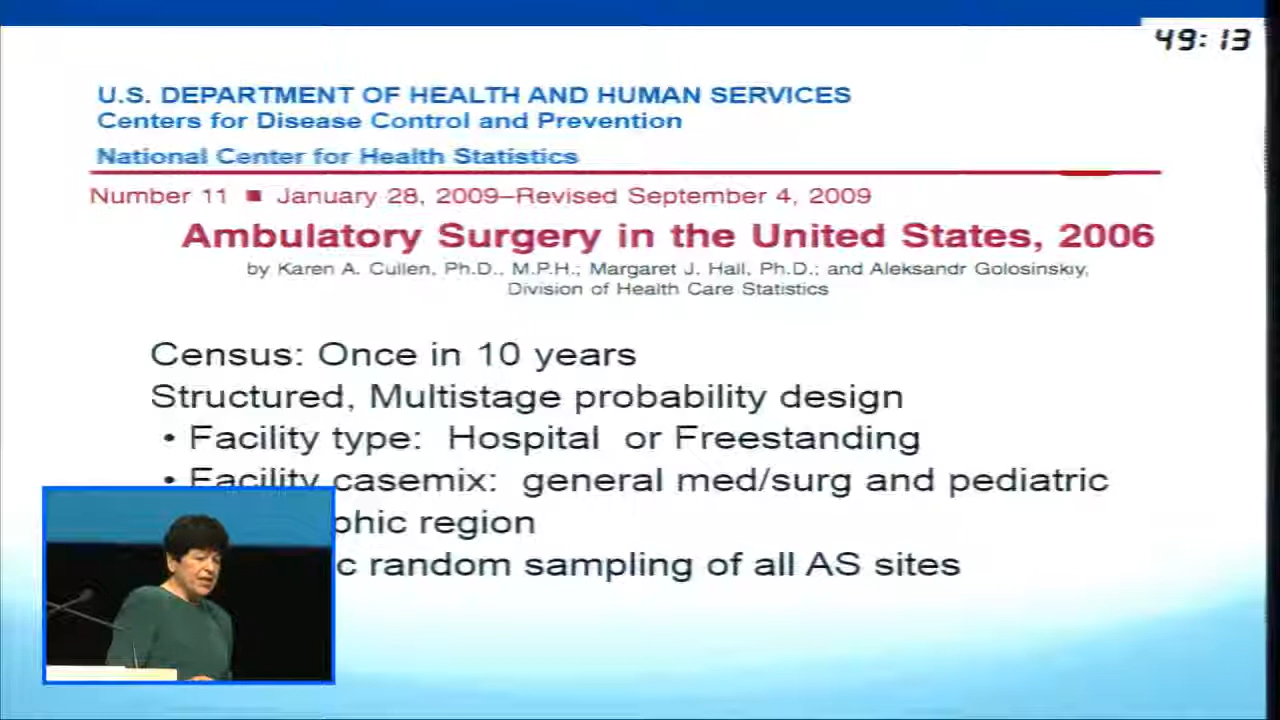 49:13
U.S. DEPARTMENT OF HEALTH AND HUMAN SERVICES
Centers for Disease Control and Prevention
National Center for Health Statistics
Number 11 ■ January 28, 2009–Revised September 4, 2009
Ambulatory Surgery in the United States, 2006
by Karen A. Cullen, Ph.D., M.P.H.; Margaret J. Hall, Ph.D.; and Aleksandr Golosinskiy,
Division of Health Care Statistics
Census: Once in 10 years
Structured, Multistage probability design
• Facility type: Hospital or Freestanding
• Facility casemix: general med/surg and pediatric
phic region
c random sampling of all AS sites